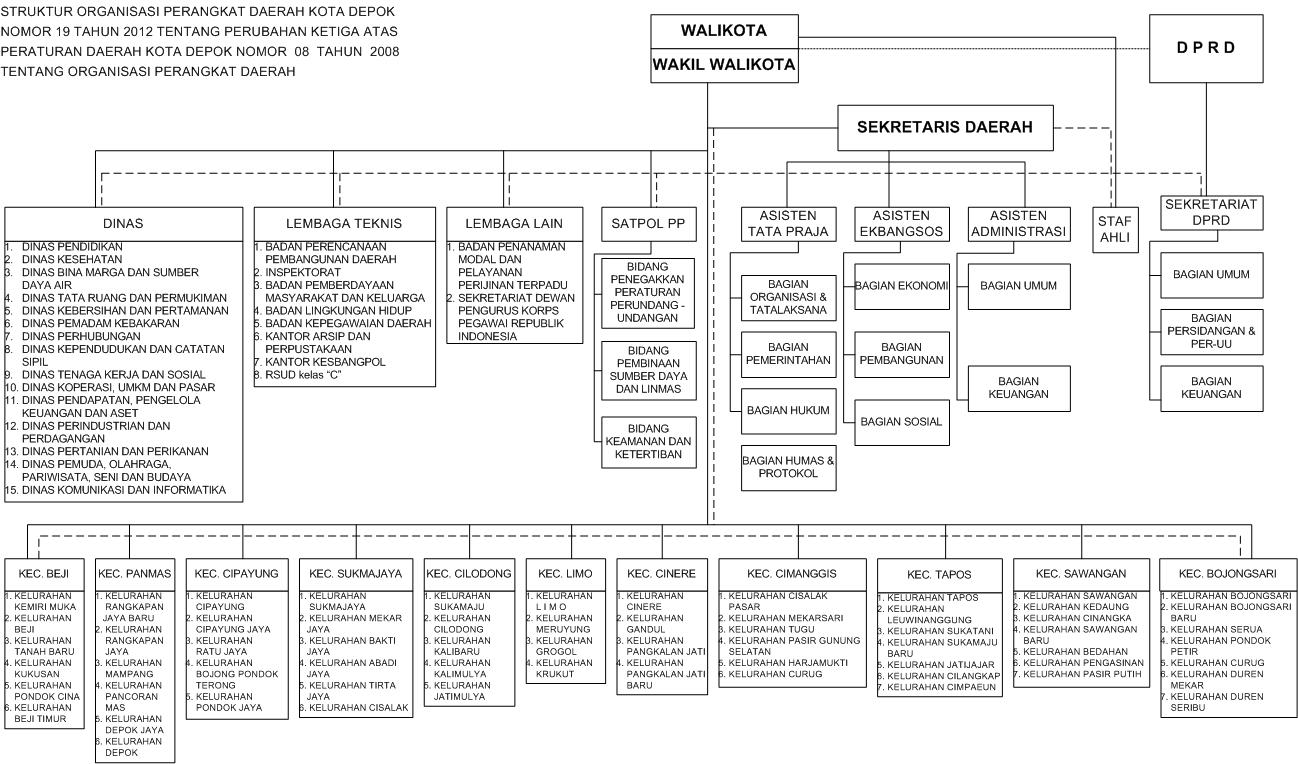 STRUKTUR ORGANISASI PERANGKAT DAERAH KOTA DEPOK
NOMOR 19 TAHUN 2012 TENTANG PERUBAHAN KETIGA ATAS
PERATURAN DAERAH KOTA DEPOK NOMOR 08 TAHUN 2008
TENTANG ORGANISASI PERANGKAT DAERAH
WALIKOTA
WAKIL WALIKOTA
D P R D
SEKRETARIS DAERAH
DINAS
1. DINAS PENDIDIKAN
2. DINAS KESEHATAN
3. DINAS BINA MARGA DAN SUMBER
DAYA AIR
4. DINAS TATA RUANG DAN PERMUKIMAN
5. DINAS KEBERSIHAN DAN PERTAMANAN
6. DINAS PEMADAM KEBAKARAN
7. DINAS PERHUBUNGAN
8. DINAS KEPENDUDUKAN DAN CATATAN
SIPIL
9. DINAS TENAGA KERJA DAN SOSIAL
10. DINAS KOPERASI, UMKM DAN PASAR
11. DINAS PENDAPATAN, PENGELOLA
KEUANGAN DAN ASET
12. DINAS PERINDUSTRIAN DAN
PERDAGANGAN
13. DINAS PERTANIAN DAN PERIKANAN
14. DINAS PEMUDA, OLAHRAGA,
PARIWISATA, SENI DAN BUDAYA
15. DINAS KOMUNIKASI DAN INFORMATIKA
LEMBAGA TEKNIS
1. BADAN PERENCANAAN
PEMBANGUNAN DAERAH
2. INSPEKTORAT
3. BADAN PEMBERDAYAAN
MASYARAKAT DAN KELUARGA
4. BADAN LINGKUNGAN HIDUP
5. BADAN KEPEGAWAIAN DAERAH
6. KANTOR ARSIP DAN
PERPUSTAKAAN
7. KANTOR KESBANGPOL
8. RSUD kelas “C”
LEMBAGA LAIN
1. BADAN PENANAMAN
MODAL DAN
PELAYANAN
PERIJINAN TERPADU
2. SEKRETARIAT DEWAN
PENGURUS KORPS
PEGAWAI REPUBLIK
INDONESIA
SATPOL PP
BIDANG
PENEGAKKAN
PERATURAN
PERUNDANG -
UNDANGAN
BIDANG
PEMBINAAN
SUMBER DAYA
DAN LINMAS
BIDANG
KEAMANAN DAN
KETERTIBAN
ASISTEN
TATA PRAJA
BAGIAN
ORGANISASI &
TATALAKSANA
BAGIAN
PEMERINTAHAN
BAGIAN HUKUM
BAGIAN HUMAS &
PROTOKOL
ASISTEN
EKBANGSOS
BAGIAN EKONOMI
BAGIAN
PEMBANGUNAN
BAGIAN SOSIAL
ASISTEN
ADMINISTRASI
BAGIAN UMUM
BAGIAN
KEUANGAN
STAF
AHLI
SEKRETARIAT
DPRD
BAGIAN UMUM
BAGIAN
PERSIDANGAN &
PER-UU
BAGIAN
KEUANGAN
KEC. BEJI
1. KELURAHAN
KEMIRI MUKA
2. KELURAHAN
BEJI
3. KELURAHAN
TANAH BARU
4. KELURAHAN
KUKUSAN
5. KELURAHAN
PONDOK CINA
6. KELURAHAN
BEJI TIMUR
KEC. PANMAS
1. KELURAHAN
RANGKAPAN
JAYA BARU
2. KELURAHAN
RANGKAPAN
JAYA
3. KELURAHAN
MAMPANG
4. KELURAHAN
PANCORAN
MAS
5. KELURAHAN
DEPOK JAYA
6. KELURAHAN
DEPOK
KEC. CIPAYUNG
1. KELURAHAN
CIPAYUNG
2. KELURAHAN
CIPAYUNG JAYA
3. KELURAHAN
RATU JAYA
4. KELURAHAN
BOJONG PONDOK
TERONG
5. KELURAHAN
PONDOK JAYA
KEC. SUKMAJAYA
1. KELURAHAN
SUKMAJAYA
2. KELURAHAN MEKAR
JAYA
3. KELURAHAN BAKTI
JAYA
4. KELURAHAN ABADI
JAYA
5. KELURAHAN TIRTA
JAYA
6. KELURAHAN CISALAK
KEC. CILODONG
1. KELURAHAN
SUKAMAJU
2. KELURAHAN
CILODONG
3. KELURAHAN
KALIBARU
4. KELURAHAN
KALIMULYA
5. KELURAHAN
JATIMULYA
KEC. LIMO
1. KELURAHAN
L I M O
2. KELURAHAN
MERUYUNG
3. KELURAHAN
GROGOL
4. KELURAHAN
KRUKUT
KEC. CINERE
1. KELURAHAN
CINERE
2. KELURAHAN
GANDUL
3. KELURAHAN
PANGKALAN JATI
4. KELURAHAN
PANGKALAN JATI
BARU
KEC. CIMANGGIS
1. KELURAHAN CISALAK
PASAR
2. KELURAHAN MEKARSARI
3. KELURAHAN TUGU
4. KELURAHAN PASIR GUNUNG
SELATAN
5. KELURAHAN HARJAMUKTI
6. KELURAHAN CURUG
KEC. TAPOS
1. KELURAHAN TAPOS
2. KELURAHAN
LEUWINANGGUNG
3. KELURAHAN SUKATANI
4. KELURAHAN SUKAMAJU
BARU
5. KELURAHAN JATIJAJAR
6. KELURAHAN CILANGKAP
7. KELURAHAN CIMPAEUN
KEC. SAWANGAN
1. KELURAHAN SAWANGAN
2. KELURAHAN KEDAUNG
3. KELURAHAN CINANGKA
4. KELURAHAN SAWANGAN
BARU
5. KELURAHAN BEDAHAN
6. KELURAHAN PENGASINAN
7. KELURAHAN PASIR PUTIH
KEC. BOJONGSARI
1. KELURAHAN BOJONGSARI
2. KELURAHAN BOJONGSARI
BARU
3. KELURAHAN SERUA
4. KELURAHAN PONDOK
PETIR
5. KELURAHAN CURUG
6. KELURAHAN DUREN
MEKAR
7. KELURAHAN DUREN
SERIBU